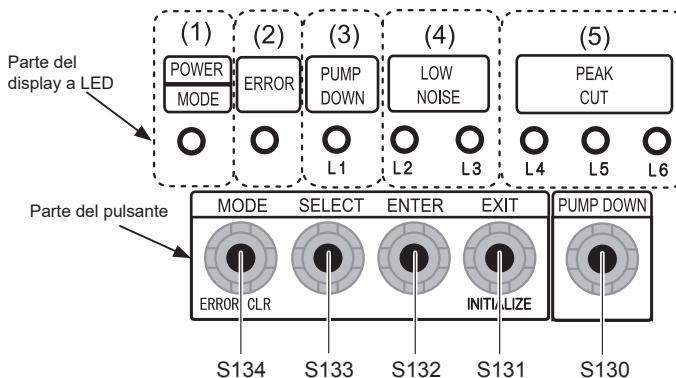 (1) (2) (3) (4) (5)
Parte del
display a LED
POWER
MODE
ERROR
PUMP
DOWN
LOW
NOISE
PEAK
CUT
L1 L2 L3 L4 L5 L6
Parte del pulsante
MODE SELECT ENTER EXIT PUMP DOWN
ERROR CLR INITIALIZE
S134 S133 S132 S131 S130